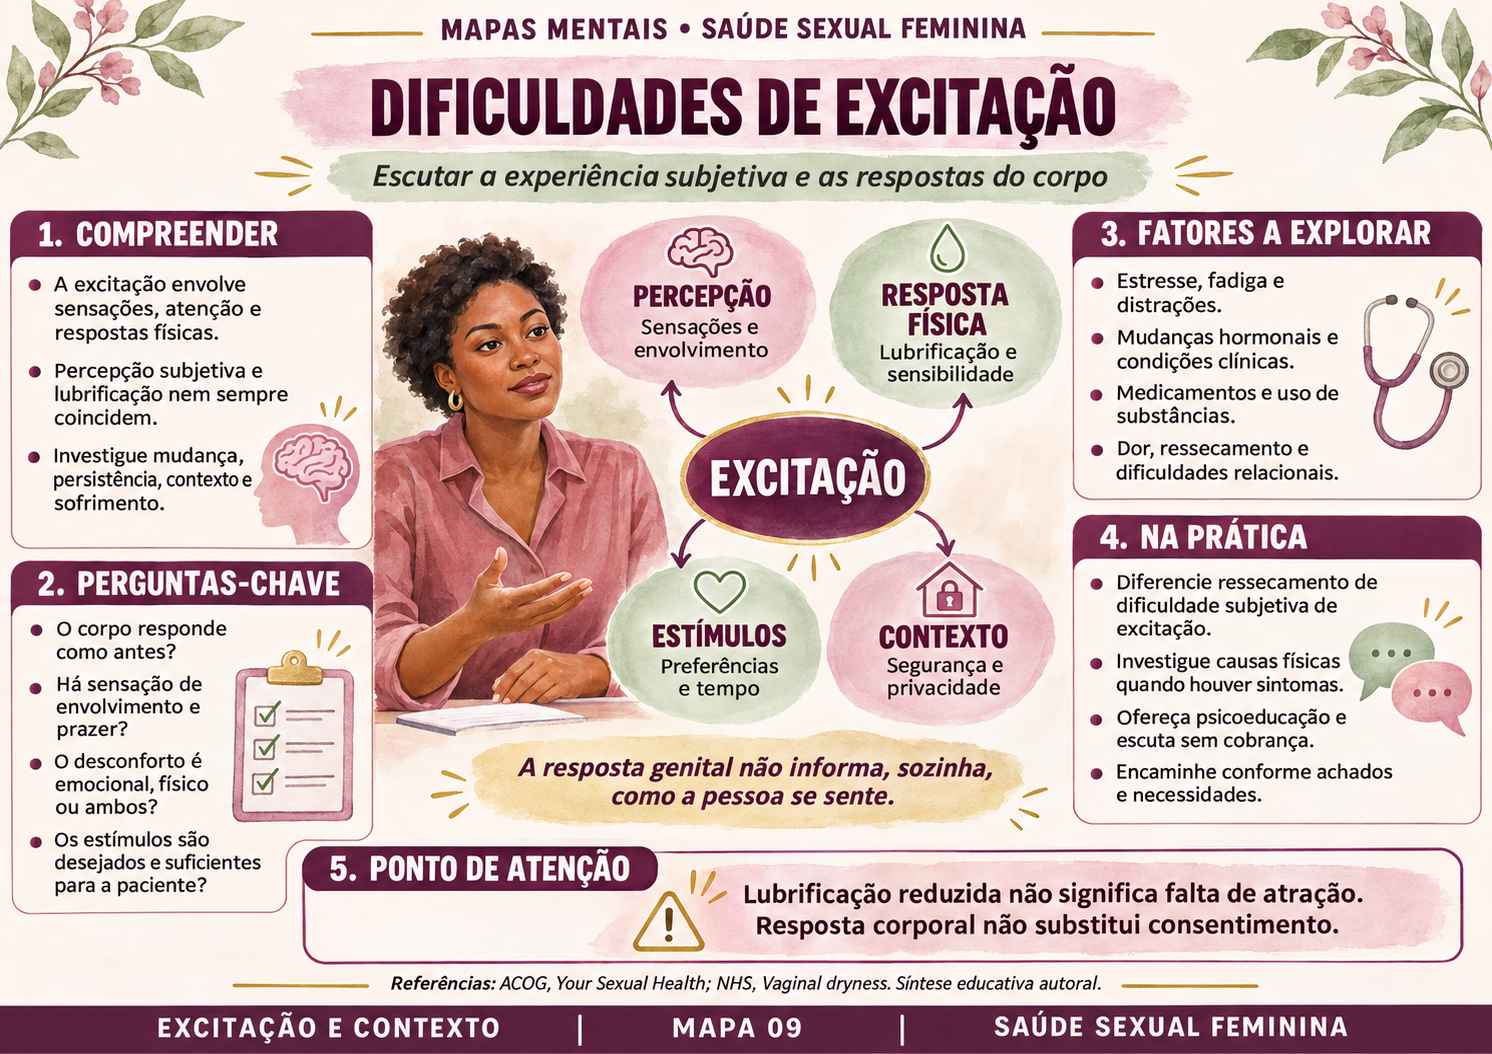 MAPAS MENTAIS • SAÚDE SEXUAL FEMININA
DIFICULDADES DE EXCITAÇÃO
Escutar a experiência subjetiva e as respostas do corpo
1. COMPREENDER
A excitação envolve
sensações, atenção e
respostas físicas.
Percepção subjetiva e
lubrificação nem sempre
coincidem.
Investigue mudança,
persistência, contexto e
sofrimento.
2. PERGUNTAS-CHAVE
O corpo responde
como antes?
Há sensação de
envolvimento e
prazer?
O desconforto é
emocional, físico
ou ambos?
Os estímulos são
desejados e suficientes
para a paciente?
PERCEPÇÃO
Sensações e
envolvimento
RESPOSTA
FÍSICA
Lubrificação e
sensibilidade
EXCITAÇÃO
ESTÍMULOS
Preferências
e tempo
CONTEXTO
Segurança e
privacidade
A resposta genital não informa, sozinha,
como a pessoa se sente.
3. FATORES A EXPLORAR
Estresse, fadiga e
distrações.
Mudanças hormonais e
condições clínicas.
Medicamentos e uso de
substâncias.
Dor, ressecamento e
dificuldades relacionais.
4. NA PRÁTICA
Diferencie ressecamento de
dificuldade subjetiva de
excitação.
Investigue causas físicas
quando houver sintomas.
Ofereça psicoeducação e
escuta sem cobrança.
Encaminhe conforme achados
e necessidades.
5. PONTO DE ATENÇÃO
Lubrificação reduzida não significa falta de atração.
Resposta corporal não substitui consentimento.
Referências: ACOG, Your Sexual Health; NHS, Vaginal dryness. Síntese educativa autoral.
EXCITAÇÃO E CONTEXTO | MAPA 09 | SAÚDE SEXUAL FEMININA